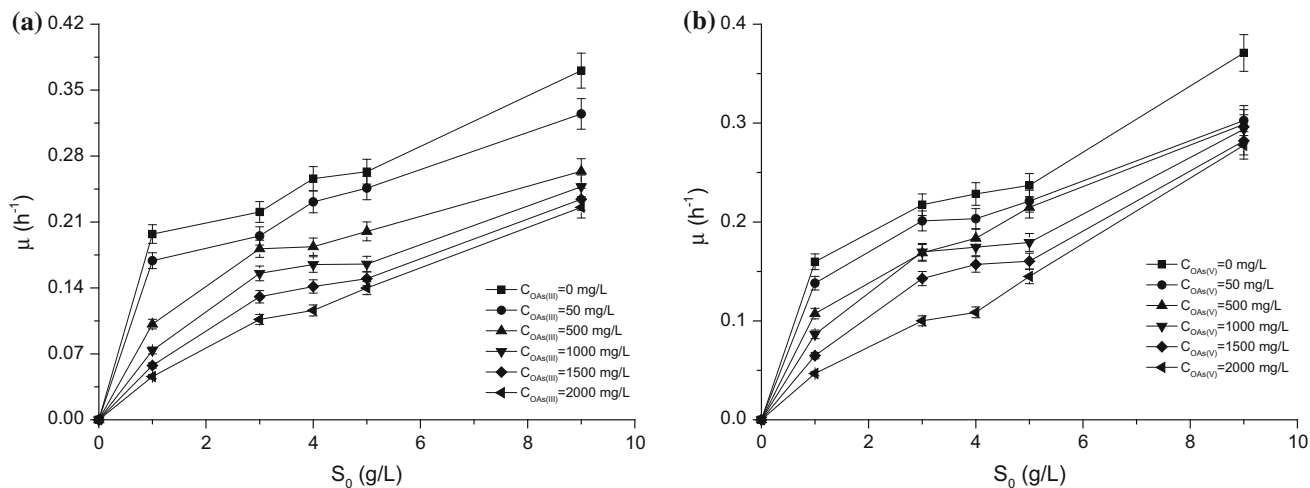 (a)
0.42
0.35
0.28
0.21
0.14
0.07
0.00
μ (h⁻¹)
0
2
4
6
8
10
S₀ (g/L)
C_OAs(III)=0 mg/L
C_OAs(III)=50 mg/L
C_OAs(III)=500 mg/L
C_OAs(III)=1000 mg/L
C_OAs(III)=1500 mg/L
C_OAs(III)=2000 mg/L
(b)
0.4
0.3
0.2
0.1
0.0
μ (h⁻¹)
0
2
4
6
8
10
S₀ (g/L)
C_OAs(V)=0 mg/L
C_OAs(V)=50 mg/L
C_OAs(V)=500 mg/L
C_OAs(V)=1000 mg/L
C_OAs(V)=1500 mg/L
C_OAs(V)=2000 mg/L